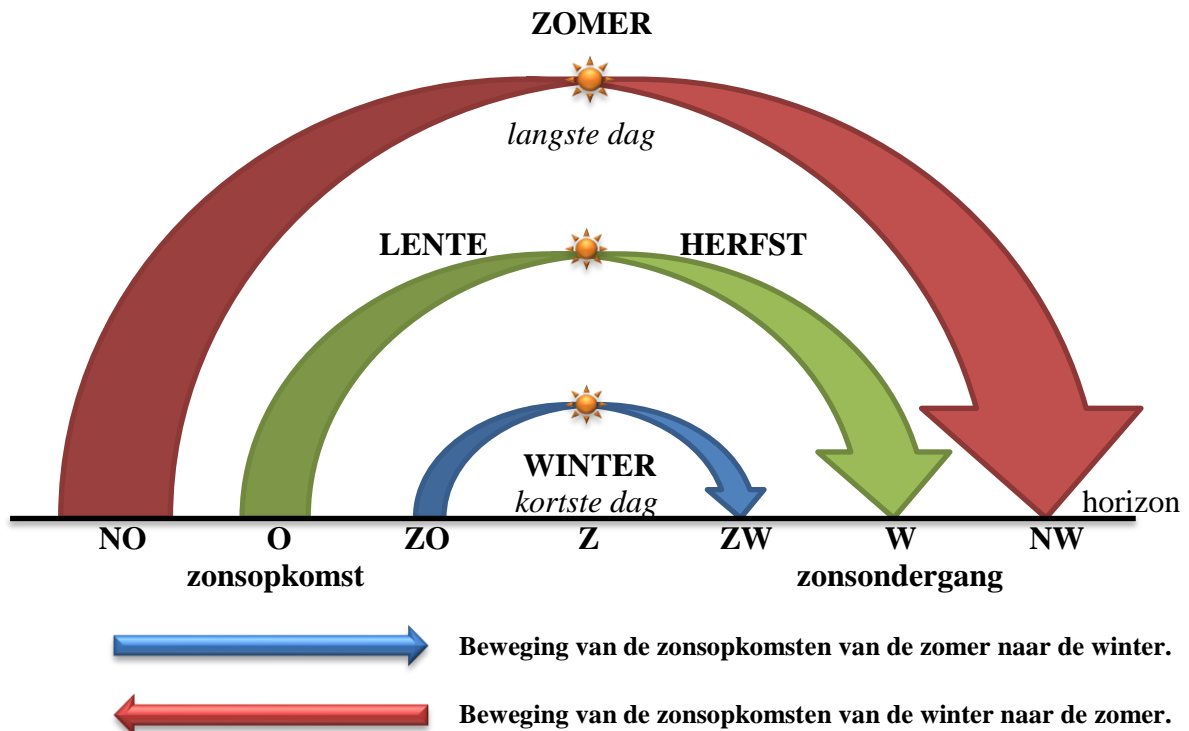 ZOMER
langste dag
LENTE HERFST
WINTER
kortste dag
horizon
NO O ZO Z ZW W NW
zonsopkomst zonsondergang
Beweging van de zonsopkomsten van de zomer naar de winter.
Beweging van de zonsopkomsten van de winter naar de zomer.